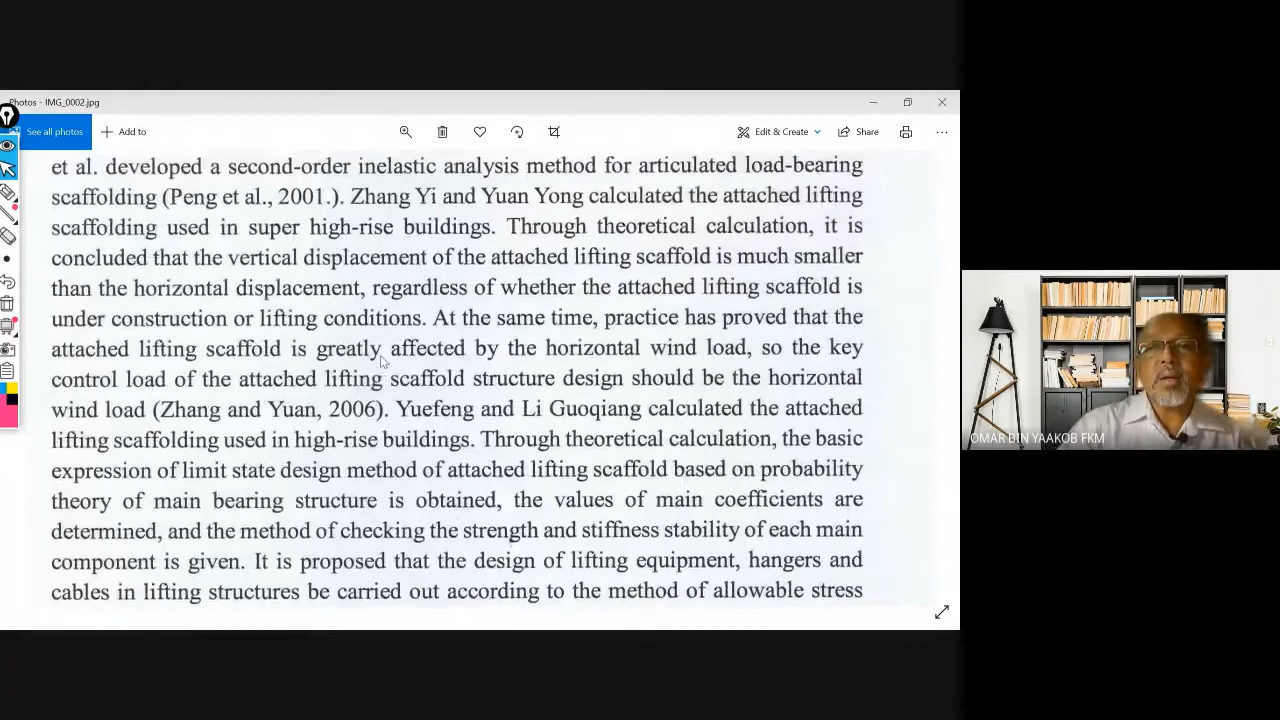 Photos - IMG_0002.jpg
See all photos
Add to
Edit & Create
Share
et al. developed a second-order inelastic analysis method for articulated load-bearing
scaffolding (Peng et al., 2001.). Zhang Yi and Yuan Yong calculated the attached lifting
scaffolding used in super high-rise buildings. Through theoretical calculation, it is
concluded that the vertical displacement of the attached lifting scaffold is much smaller
than the horizontal displacement, regardless of whether the attached lifting scaffold is
under construction or lifting conditions. At the same time, practice has proved that the
attached lifting scaffold is greatly affected by the horizontal wind load, so the key
control load of the attached lifting scaffold structure design should be the horizontal
wind load (Zhang and Yuan, 2006). Yuefeng and Li Guoqiang calculated the attached
lifting scaffolding used in high-rise buildings. Through theoretical calculation, the basic
expression of limit state design method of attached lifting scaffold based on probability
theory of main bearing structure is obtained, the values of main coefficients are
determined, and the method of checking the strength and stiffness stability of each main
component is given. It is proposed that the design of lifting equipment, hangers and
cables in lifting structures be carried out according to the method of allowable stress
OMAR BIN YAAKOB FKM